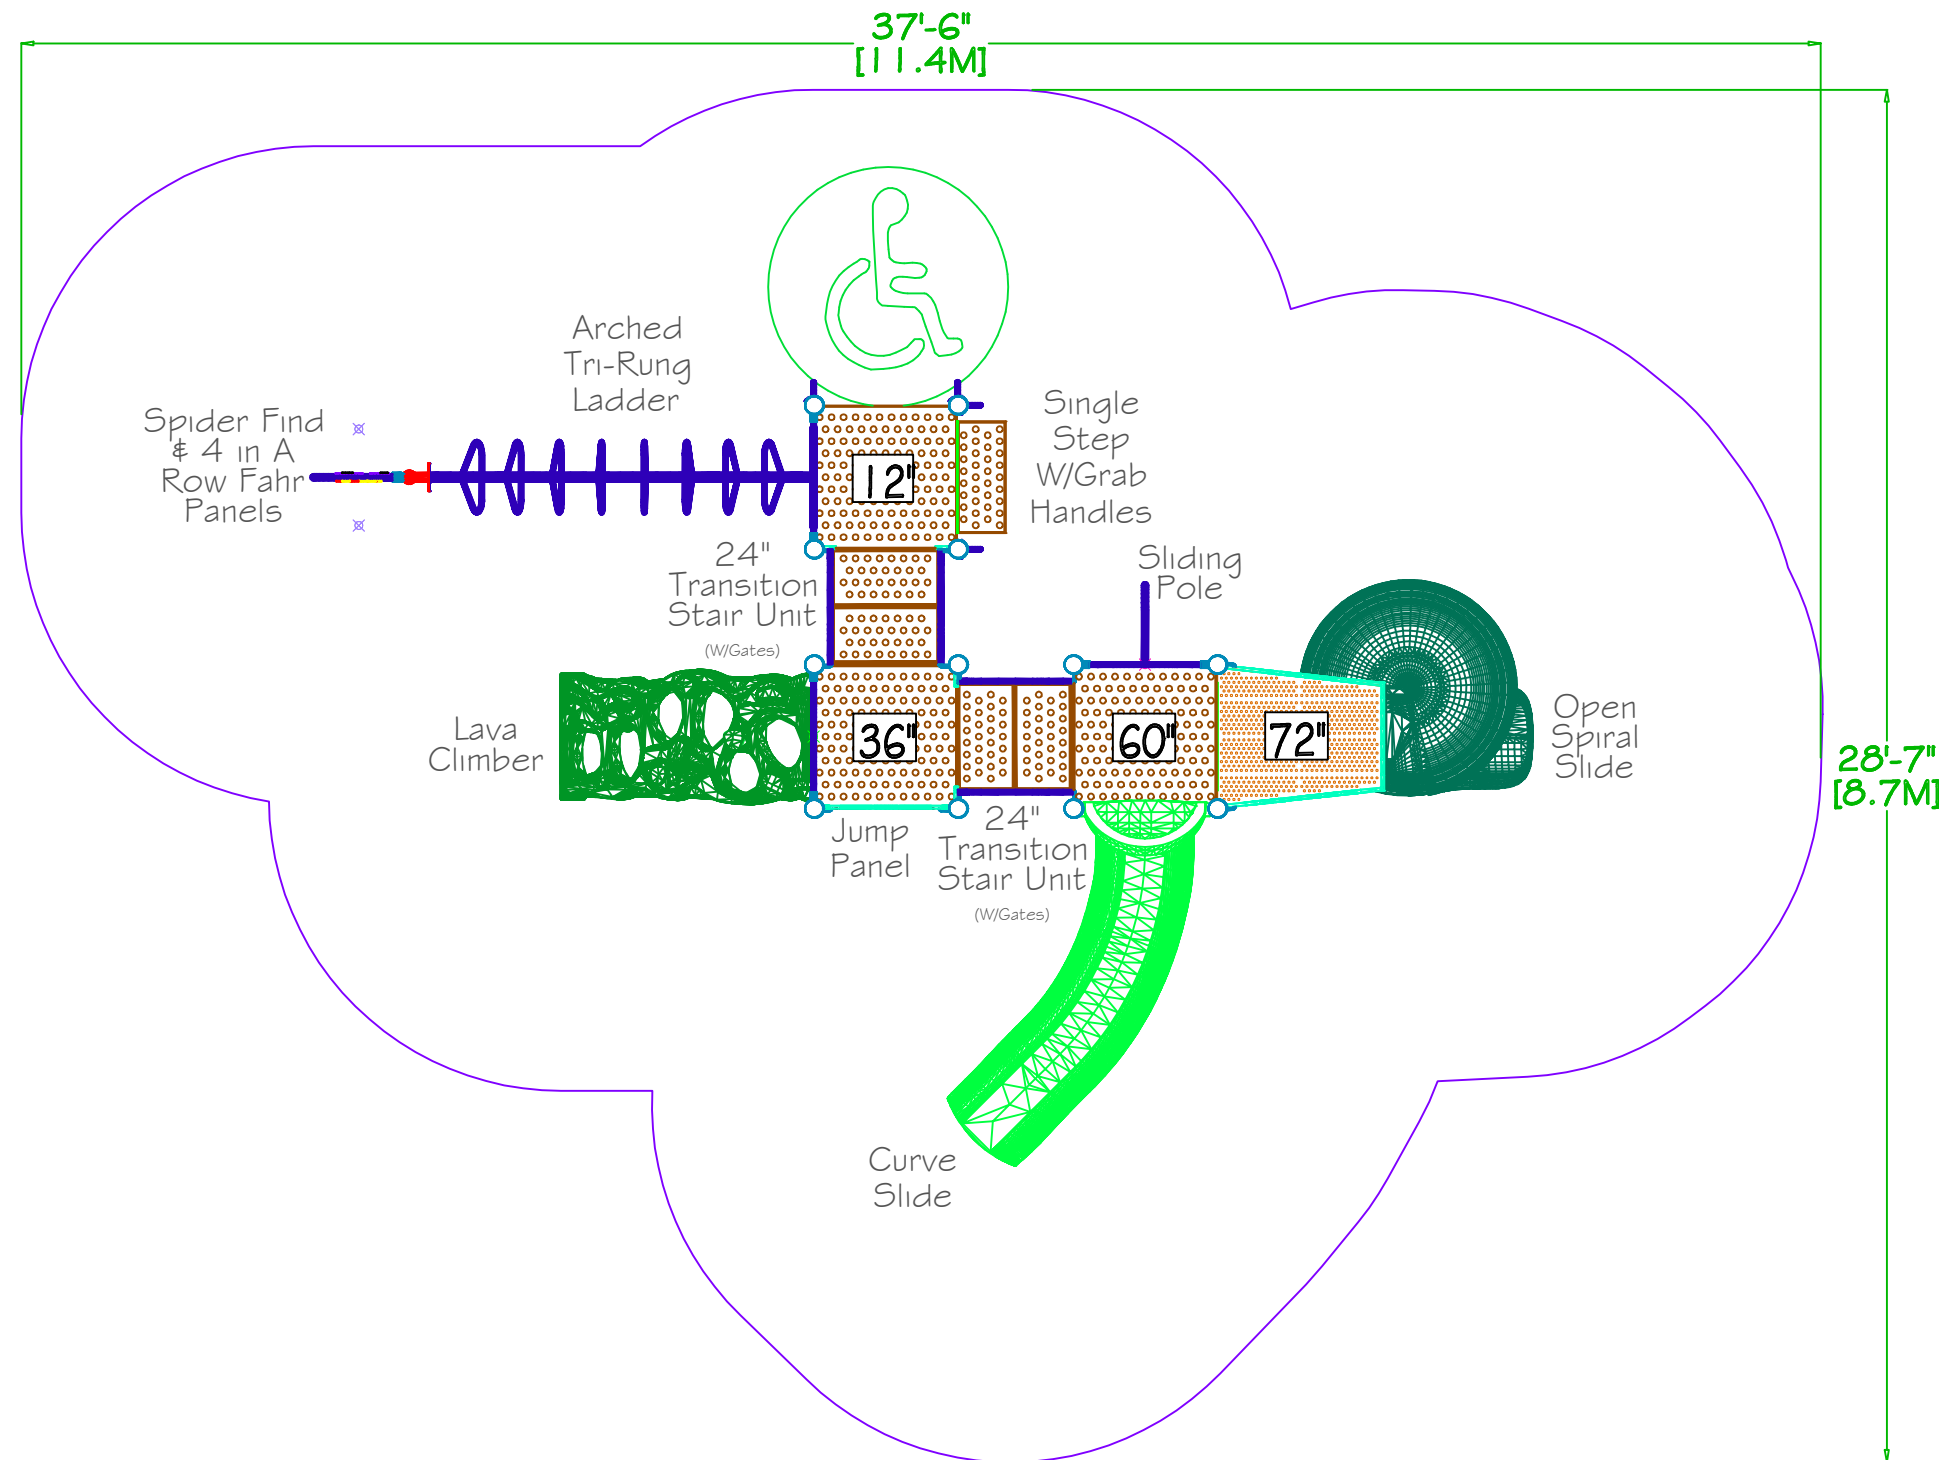 37'-6"
[11.4M]
Arched
Tri-Rung
Ladder
Spider Find
& 4 in A
Row Fahr
Panels
Single
Step
W/Grab
Handles
12"
24"
Transition
Stair Unit
(W/Gates)
Sliding
Pole
Lava
Climber
36"
60"
72"
Open
Spiral
Slide
28'-7"
[8.7M]
Jump
Panel
24"
Transition
Stair Unit
(W/Gates)
Curve
Slide